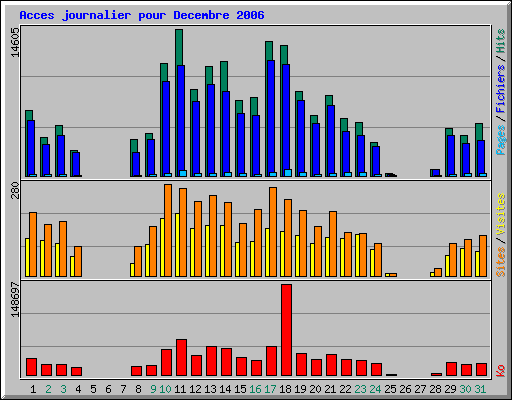 Acces journalier pour Decembre 2006
14605
Pages / Fichiers / Hits
280
Sites / Visites
148697
Ko
1 2 3 4 5 6 7 8 9 10 11 12 13 14 15 16 17 18 19 20 21 22 23 24 25 26 27 28 29 30 31